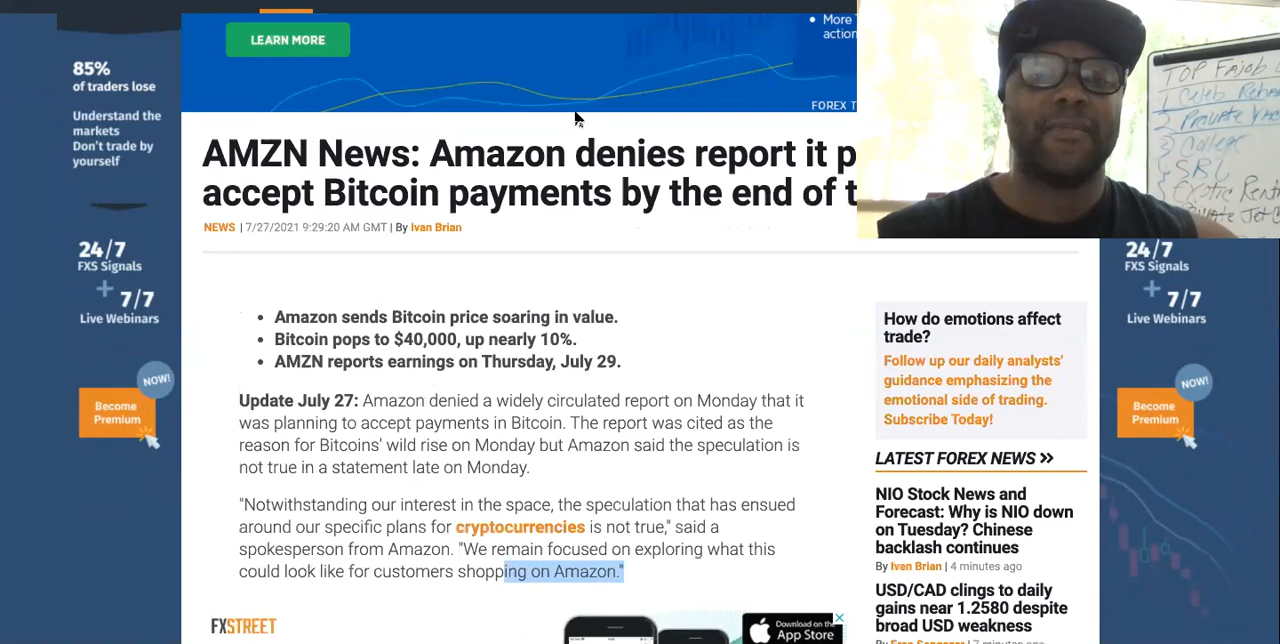 LEARN MORE
More
action
FOREX T
85%
of traders lose
Understand the
markets
Don't trade by
yourself
24/7
FXS Signals
+
7/7
Live Webinars
NOW!
Become
Premium
AMZN News: Amazon denies report it p
accept Bitcoin payments by the end of t
NEWS | 7/27/2021 9:29:20 AM GMT | By Ivan Brian
• Amazon sends Bitcoin price soaring in value.
• Bitcoin pops to $40,000, up nearly 10%.
• AMZN reports earnings on Thursday, July 29.
Update July 27: Amazon denied a widely circulated report on Monday that it
was planning to accept payments in Bitcoin. The report was cited as the
reason for Bitcoins' wild rise on Monday but Amazon said the speculation is
not true in a statement late on Monday.
"Notwithstanding our interest in the space, the speculation that has ensued
around our specific plans for cryptocurrencies is not true," said a
spokesperson from Amazon. "We remain focused on exploring what this
could look like for customers shopping on Amazon."
FXSTREET
Download on the
App Store
TOP
1 Celeb
2 Private
3 College
SRL
Exotic
24/7
FXS Signals
+
7/7
Live Webinars
NOW!
Become
Premium
How do emotions affect
trade?
Follow up our daily analysts'
guidance emphasizing the
emotional side of trading.
Subscribe Today!
LATEST FOREX NEWS >>
NIO Stock News and
Forecast: Why is NIO down
on Tuesday? Chinese
backlash continues
By Ivan Brian | 4 minutes ago
USD/CAD clings to daily
gains near 1.2580 despite
broad USD weakness